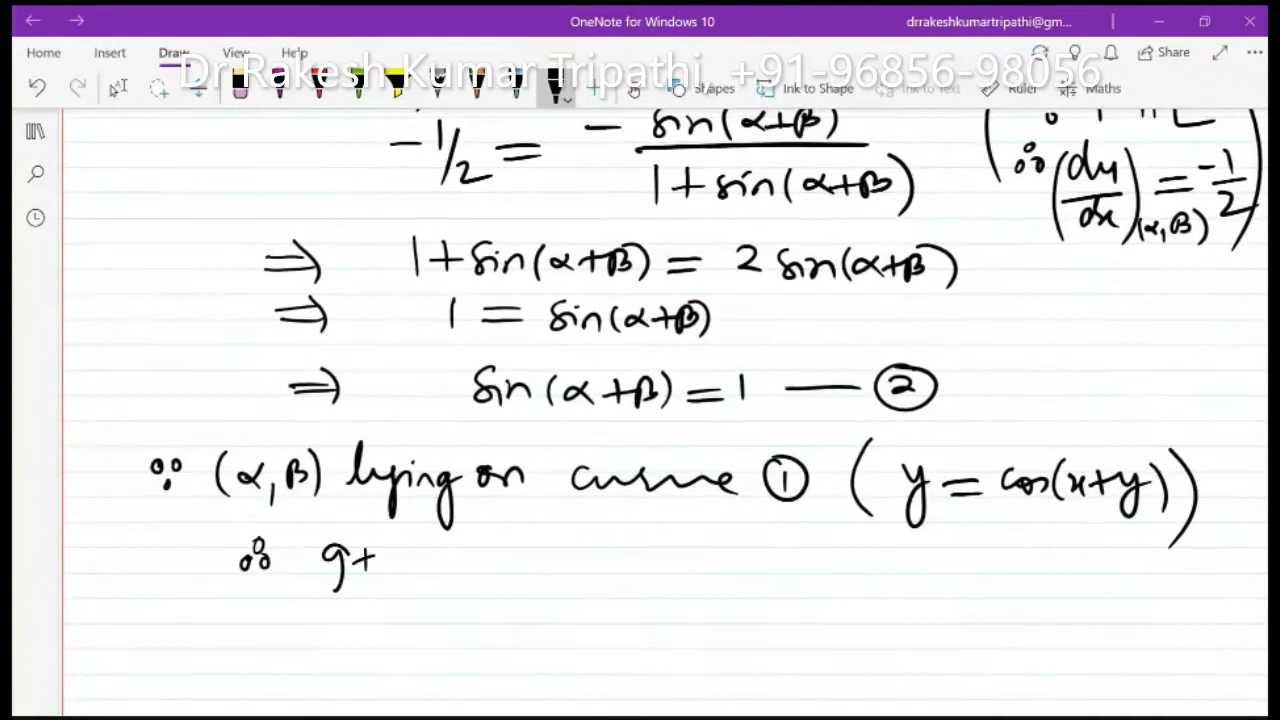 OneNote for Windows 10
drrakeshkumartripathi@gm...
Home Insert Draw View Help
Share
Dr Rakesh Kumar Tripathi +91-96856-98056
Shapes Ink to Shape Ink to Text Ruler Maths
-1/2 = - sin(α+β) / 1+sin(α+β)
∴ (dy/dx)(α,β) = -1/2
⇒ 1+sin(α+β) = 2 sin(α+β)
⇒ 1 = sin(α+β)
⇒ sin(α+β) = 1 — ②
∵ (α,β) lying on curve ① (y = cos(x+y))
∴ gt